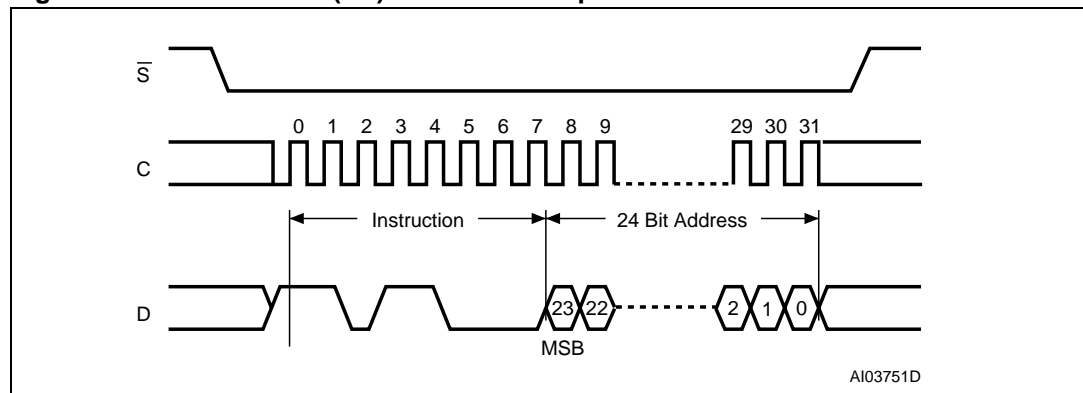 S
0 1 2 3 4 5 6 7 8 9 29 30 31
C
Instruction 24 Bit Address
D 23 22 2 1 0
MSB
AI03751D